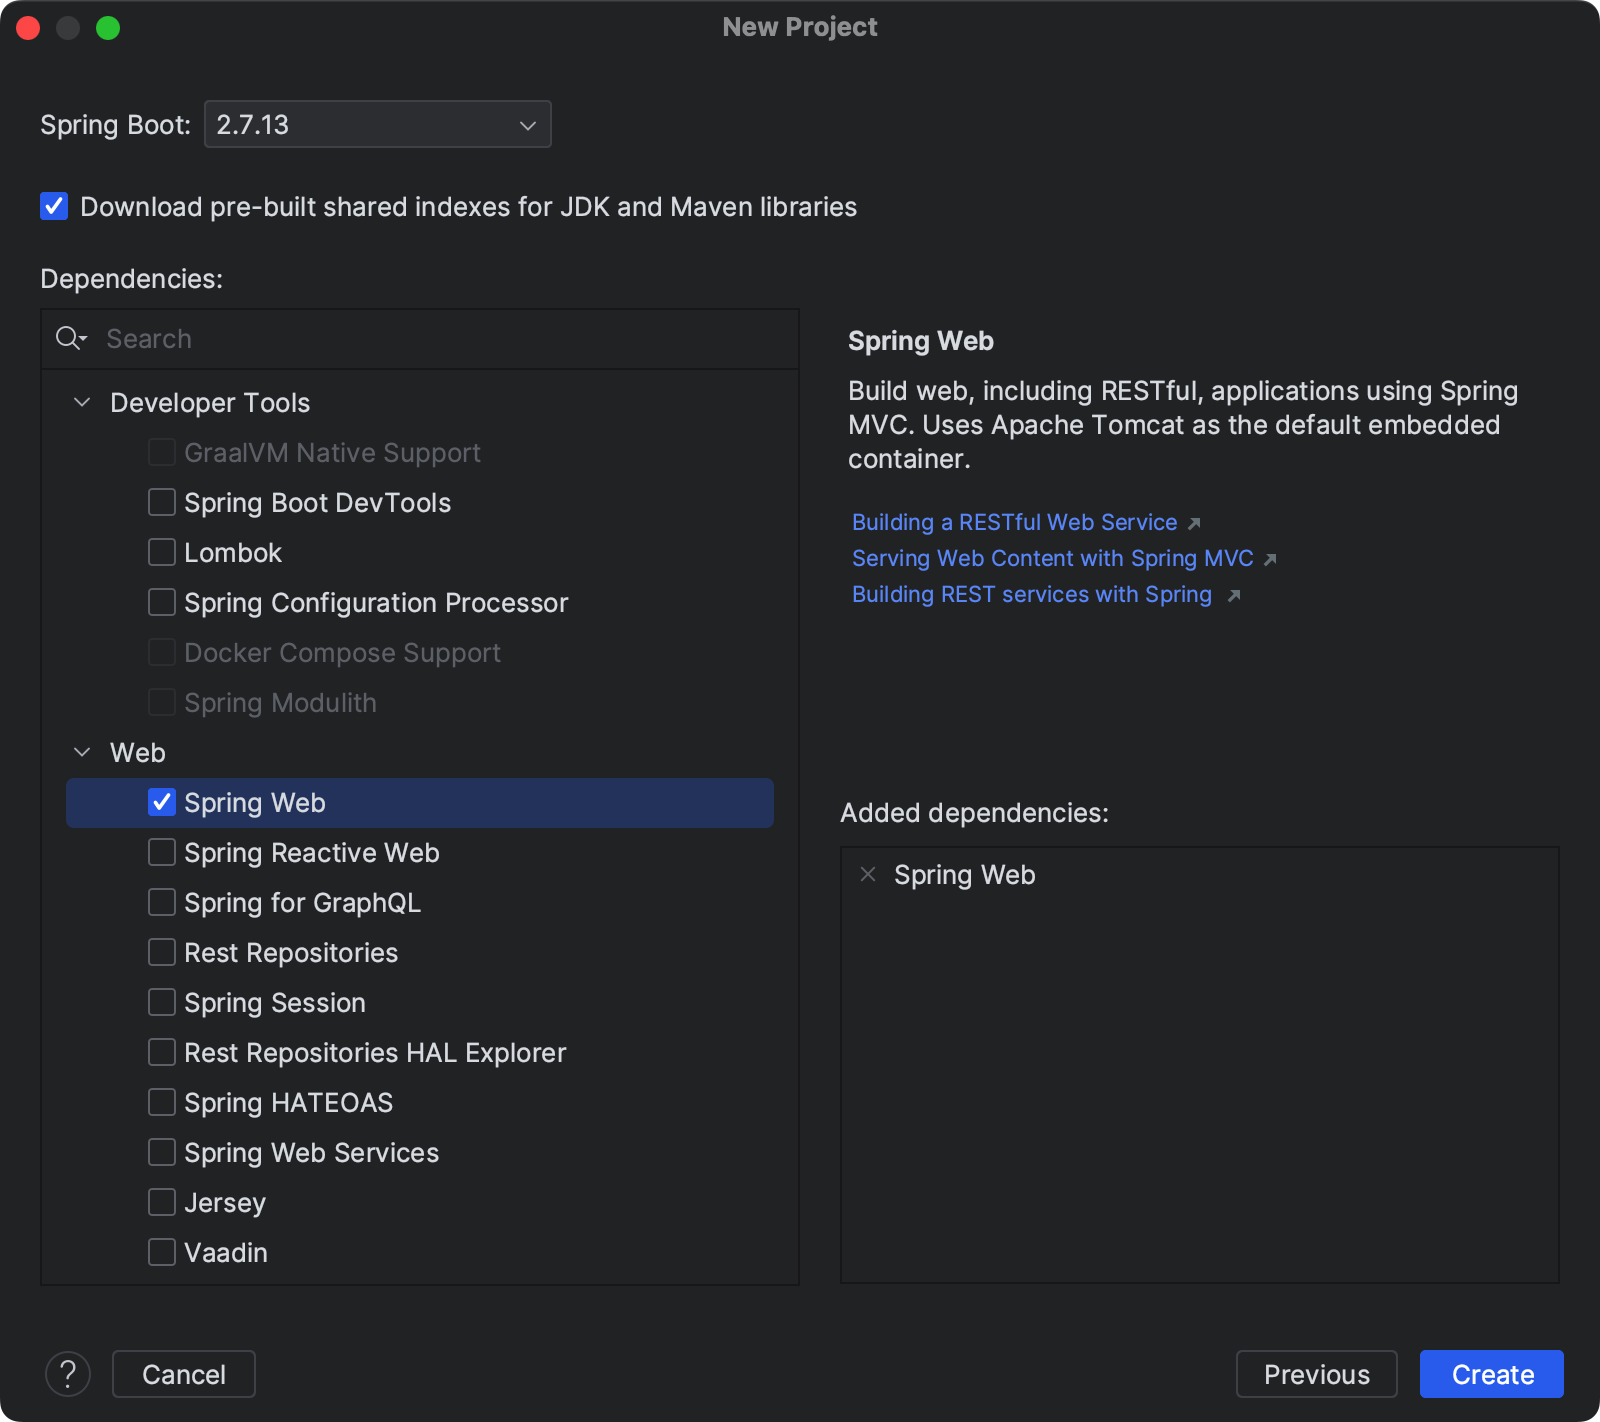 New Project
Spring Boot: 2.7.13
Download pre-built shared indexes for JDK and Maven libraries
Dependencies:
Search
Developer Tools
GraalVM Native Support
Spring Boot DevTools
Lombok
Spring Configuration Processor
Docker Compose Support
Spring Modulith
Web
Spring Web
Spring Reactive Web
Spring for GraphQL
Rest Repositories
Spring Session
Rest Repositories HAL Explorer
Spring HATEOAS
Spring Web Services
Jersey
Vaadin
Spring Web
Build web, including RESTful, applications using Spring
MVC. Uses Apache Tomcat as the default embedded
container.
Building a RESTful Web Service
Serving Web Content with Spring MVC
Building REST services with Spring
Added dependencies:
Spring Web
?
Cancel
Previous
Create